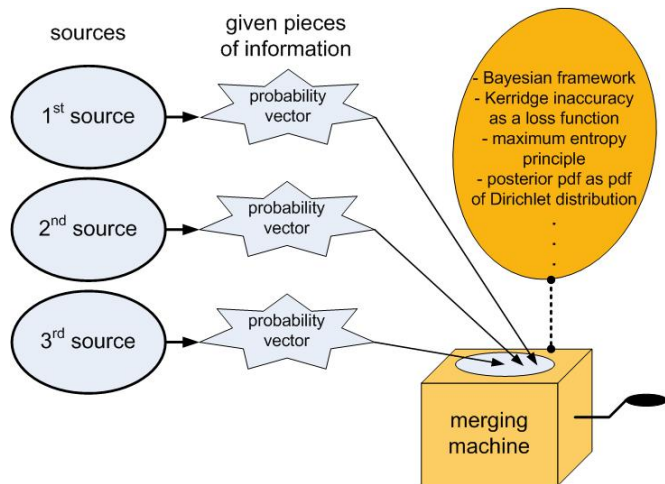 sources
given pieces
of information
1st source
probability
vector
2nd source
probability
vector
3rd source
probability
vector
- Bayesian framework
- Kerridge inaccuracy
as a loss function
- maximum entropy
principle
- posterior pdf as pdf
of Dirichlet distribution
.
.
.
merging
machine